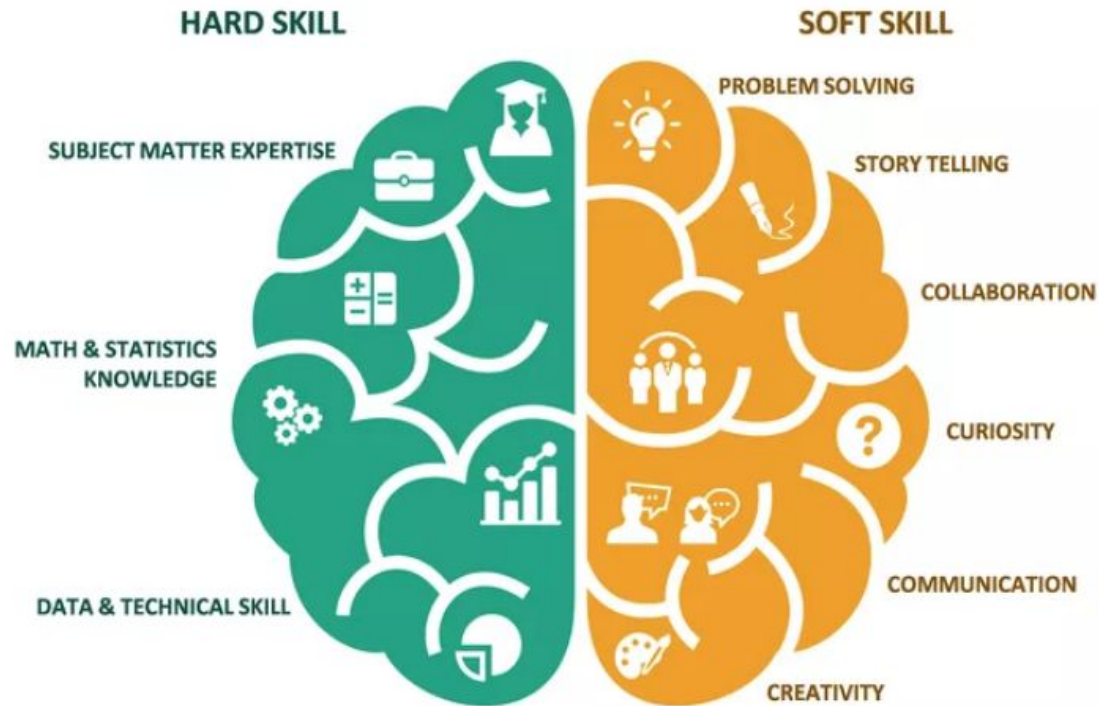 HARD SKILL
SUBJECT MATTER EXPERTISE
MATH & STATISTICS
KNOWLEDGE
DATA & TECHNICAL SKILL
SOFT SKILL
PROBLEM SOLVING
STORY TELLING
COLLABORATION
CURIOSITY
COMMUNICATION
CREATIVITY